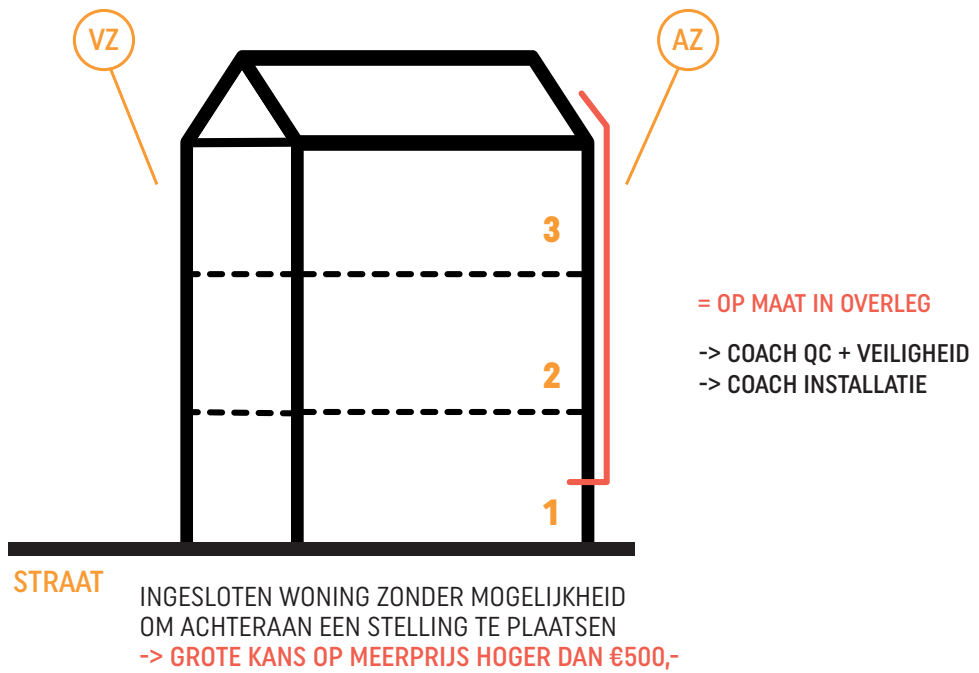 VZ
AZ
3
2
1
= OP MAAT IN OVERLEG
-> COACH QC + VEILIGHEID
-> COACH INSTALLATIE
STRAAT
INGESLOTEN WONING ZONDER MOGELIJKHEID
OM ACHTERAAN EEN STELLING TE PLAATSEN
-> GROTE KANS OP MEERPRIJS HOGER DAN €500,-